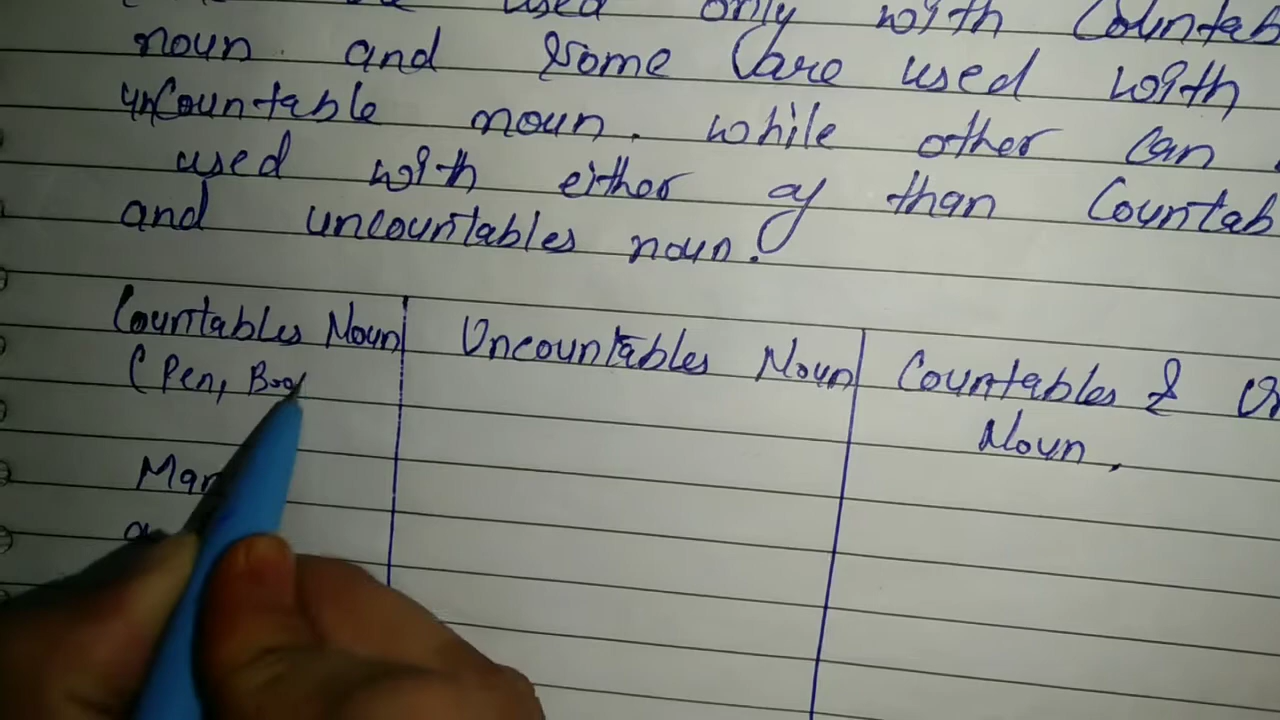 used only with Countab
noun and some are used with
unCountable noun. while other can
used with either of than Countab
and uncountables noun.
Countables Noun
(Pen, Boo
Man
Uncountables Noun
Countables &
Noun.